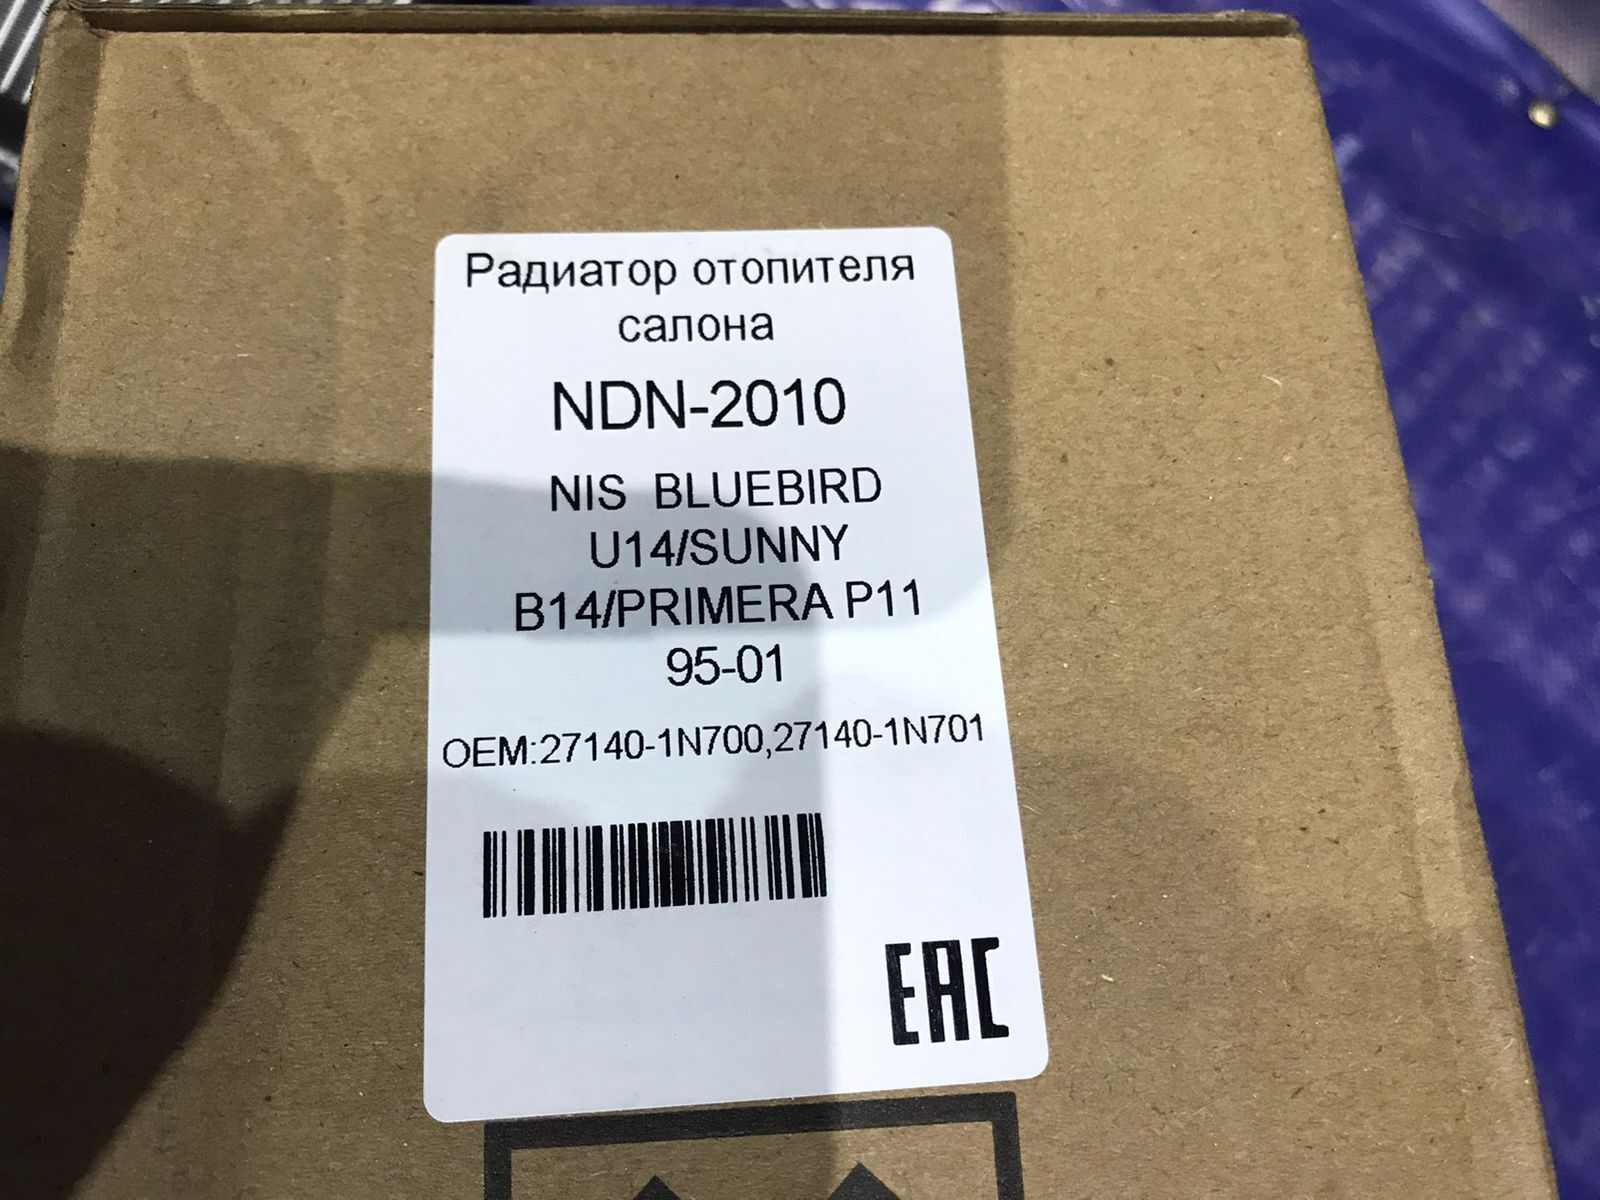 Радиатор отопителя
салона
NDN-2010
NIS BLUEBIRD
U14/SUNNY
B14/PRIMERA P11
95-01
OEM:27140-1N700,27140-1N701
EAC